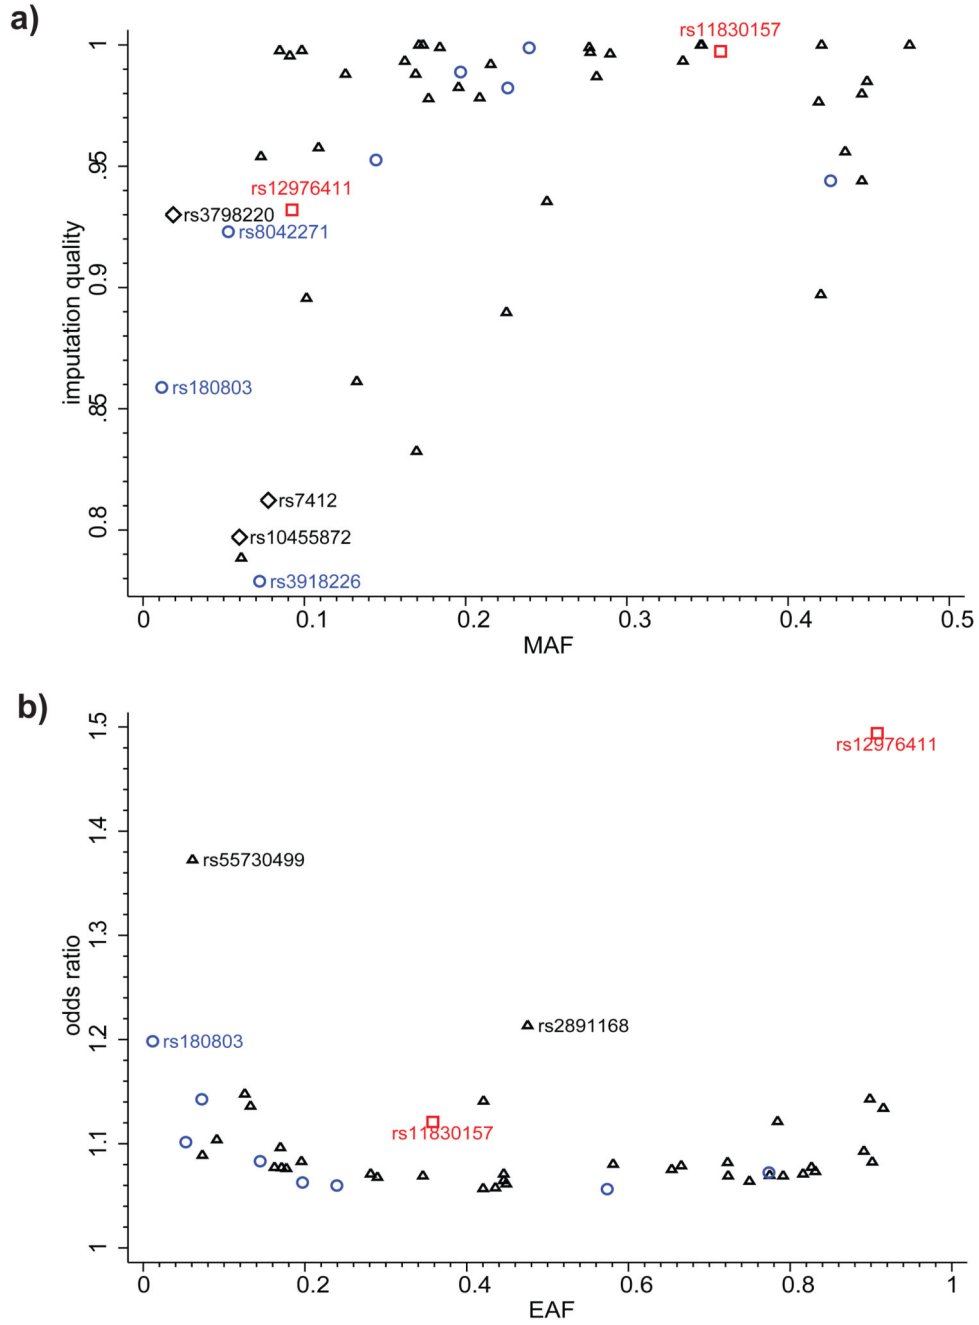 a)
rs11830157
1
.95
rs12976411
rs3798220
rs8042271
0.9
imputation quality
rs180803
.85
rs7412
0.8
rs10455872
rs3918226
0 0.1 0.2 0.3 0.4 0.5
MAF
b)
1.5
rs12976411
1.4
rs55730499
1.3
odds ratio
rs2891168
1.2
rs180803
rs11830157
1.1
1
0 0.2 0.4 0.6 0.8 1
EAF